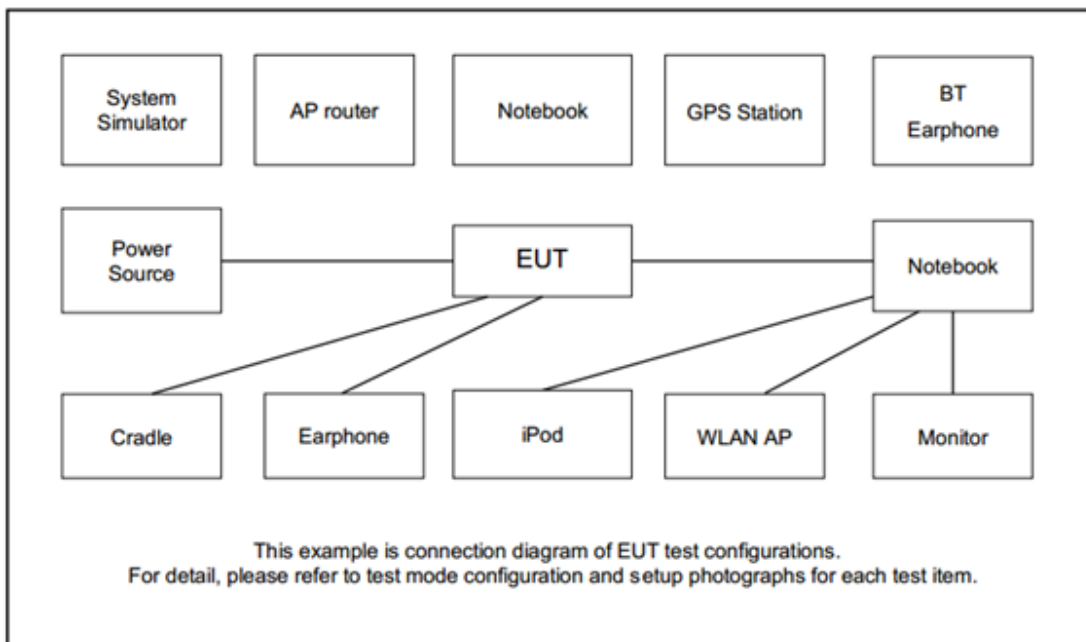 System
Simulator
AP router
Notebook
GPS Station
BT
Earphone
Power
Source
EUT
Notebook
Cradle
Earphone
iPod
WLAN AP
Monitor
This example is connection diagram of EUT test configurations.
For detail, please refer to test mode configuration and setup photographs for each test item.